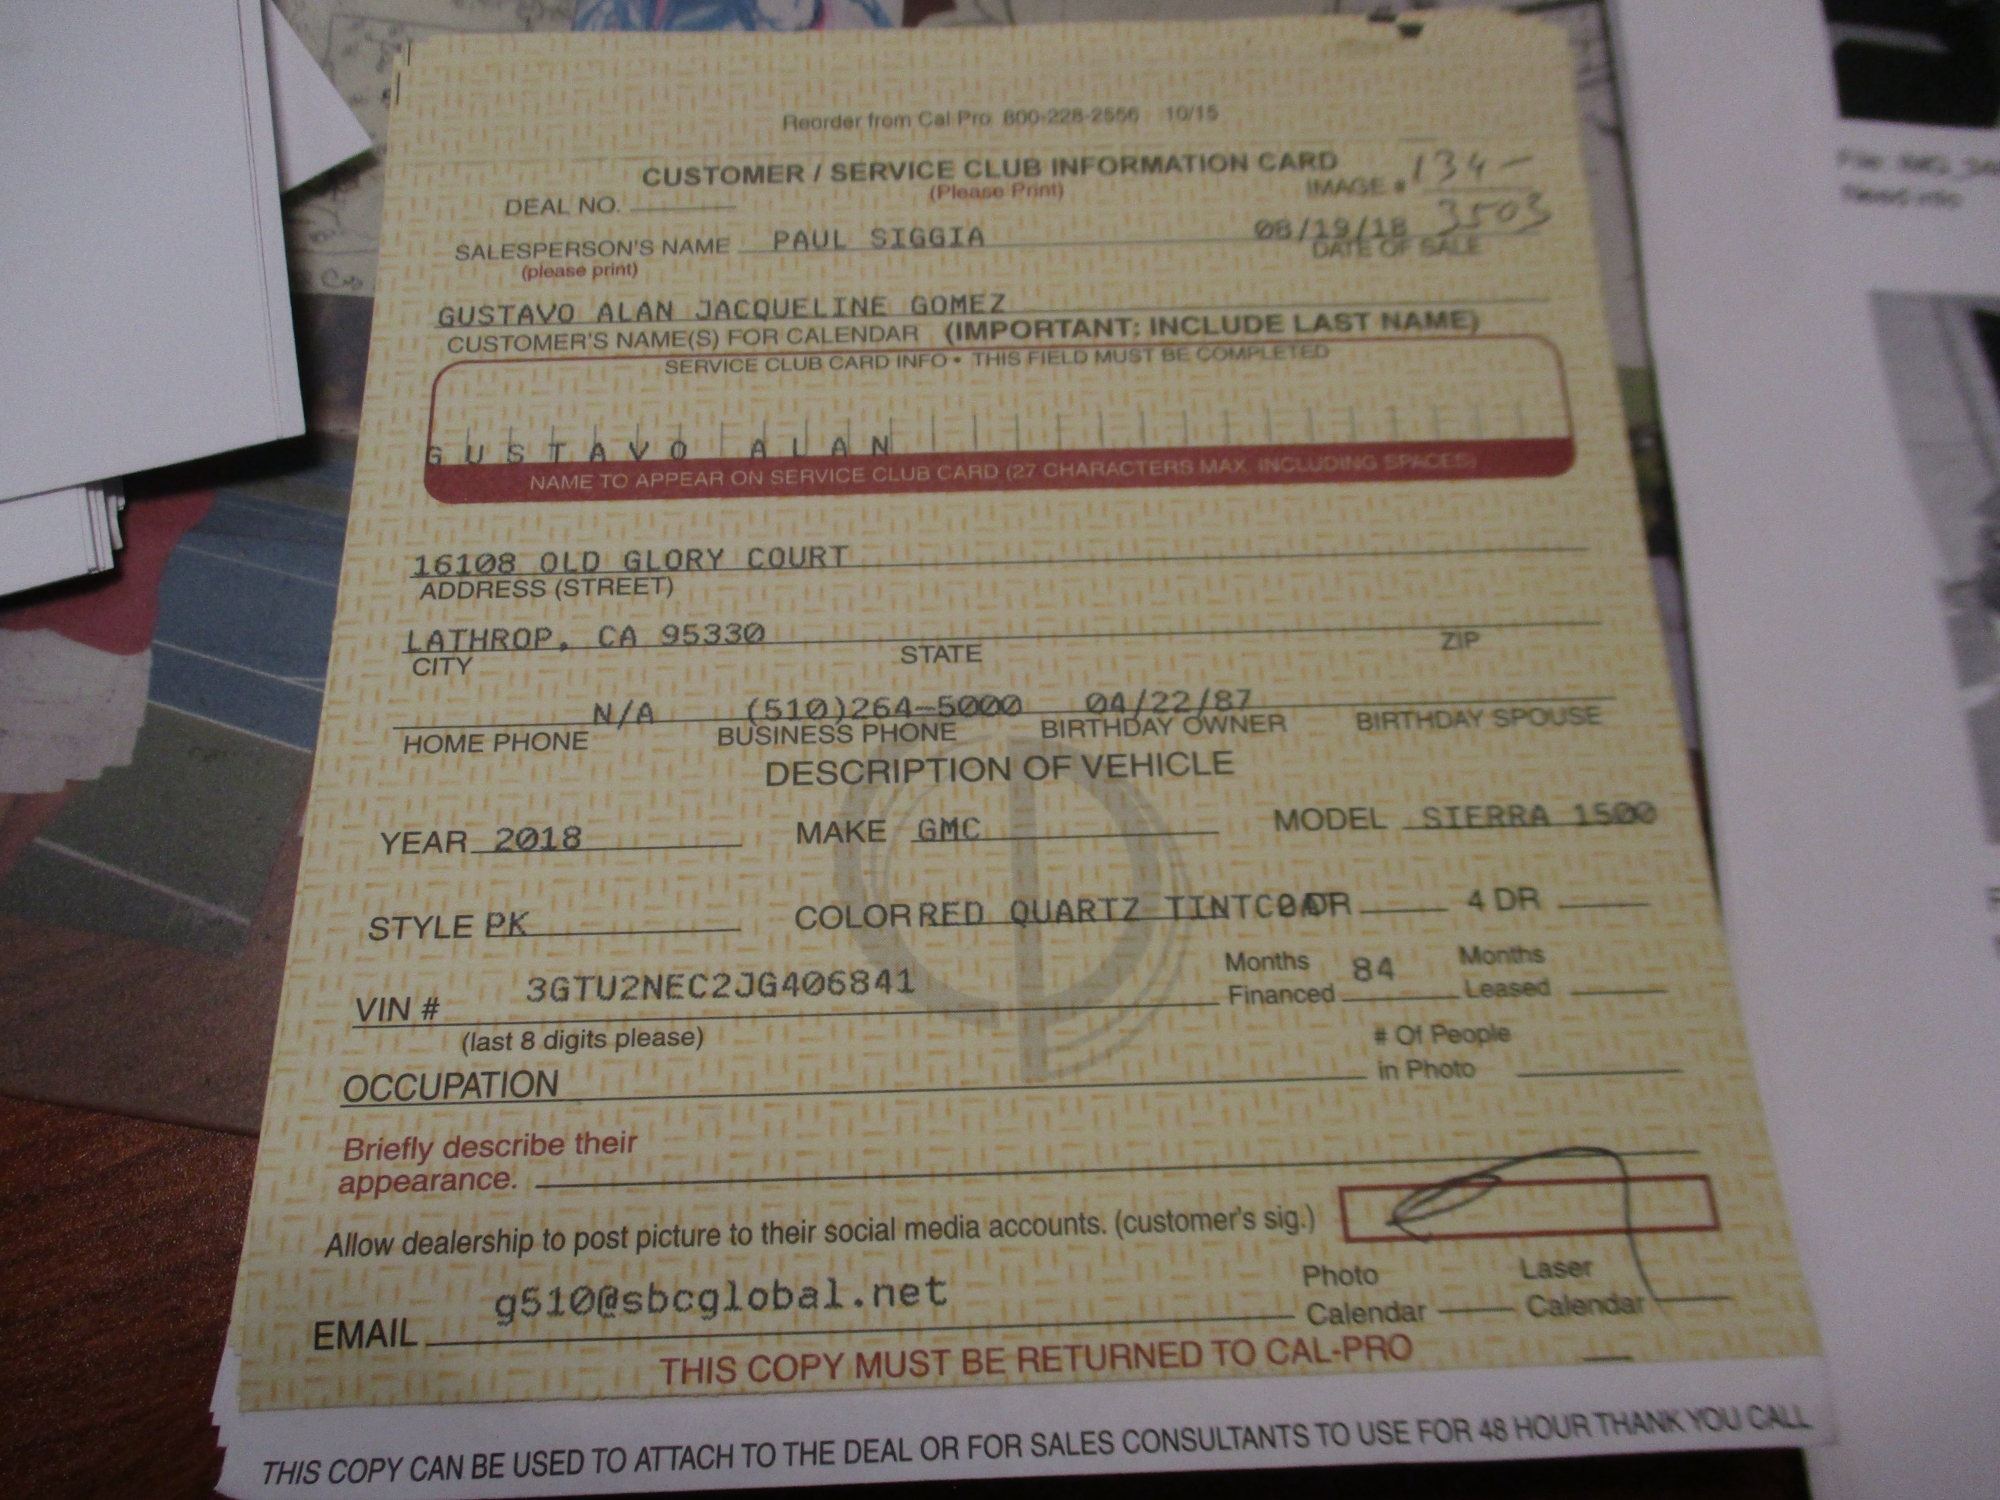 Reorder from Cal Pro 800-228-2556 10/15
CUSTOMER / SERVICE CLUB INFORMATION CARD
(Please Print)
IMAGE # 134-
3503
DEAL NO.
SALESPERSON'S NAME PAUL SIGGIA 08/19/18
(please print) DATE OF SALE
GUSTAVO ALAN JACQUELINE GOMEZ
CUSTOMER'S NAME(S) FOR CALENDAR (IMPORTANT: INCLUDE LAST NAME)
SERVICE CLUB CARD INFO • THIS FIELD MUST BE COMPLETED
GUSTAVO ALAN
NAME TO APPEAR ON SERVICE CLUB CARD (27 CHARACTERS MAX. INCLUDING SPACES)
16108 OLD GLORY COURT
ADDRESS (STREET)
LATHROP, CA 95330
CITY STATE ZIP
N/A (510)264-5000 04/22/87
HOME PHONE BUSINESS PHONE BIRTHDAY OWNER BIRTHDAY SPOUSE
DESCRIPTION OF VEHICLE
YEAR 2018 MAKE GMC MODEL SIERRA 1500
STYLE PK COLOR RED QUARTZ TINTCOAT DR 4 DR
VIN # 3GTU2NEC2JG406841 Months Financed 84 Months Leased
(last 8 digits please)
OCCUPATION # Of People in Photo
Briefly describe their
appearance.
Allow dealership to post picture to their social media accounts. (customer's sig.)
EMAIL g510@sbcglobal.net Photo Calendar Laser Calendar
THIS COPY MUST BE RETURNED TO CAL-PRO
THIS COPY CAN BE USED TO ATTACH TO THE DEAL OR FOR SALES CONSULTANTS TO USE FOR 48 HOUR THANK YOU CALL